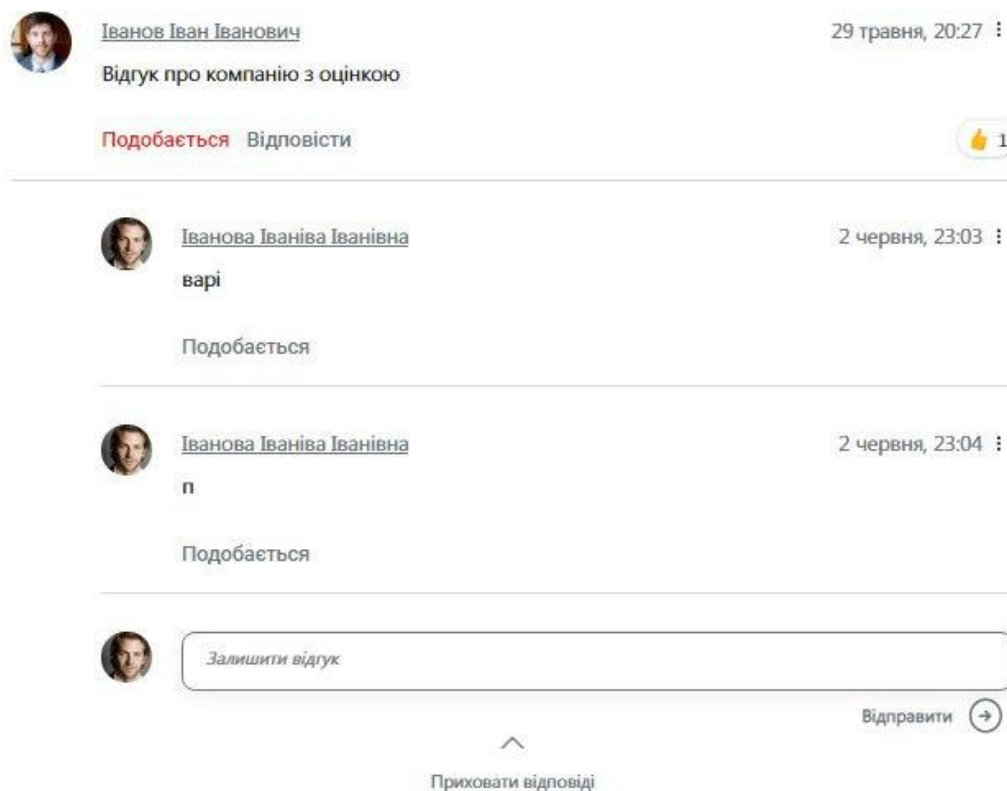 Іванов Іван Іванович 29 травня, 20:27
Відгук про компанію з оцінкою
Подобається Відповісти 1
Іванова Іваніва Іванівна 2 червня, 23:03
варі
Подобається
Іванова Іваніва Іванівна 2 червня, 23:04
п
Подобається
Залишити відгук
Відправити
Приховати відповіді